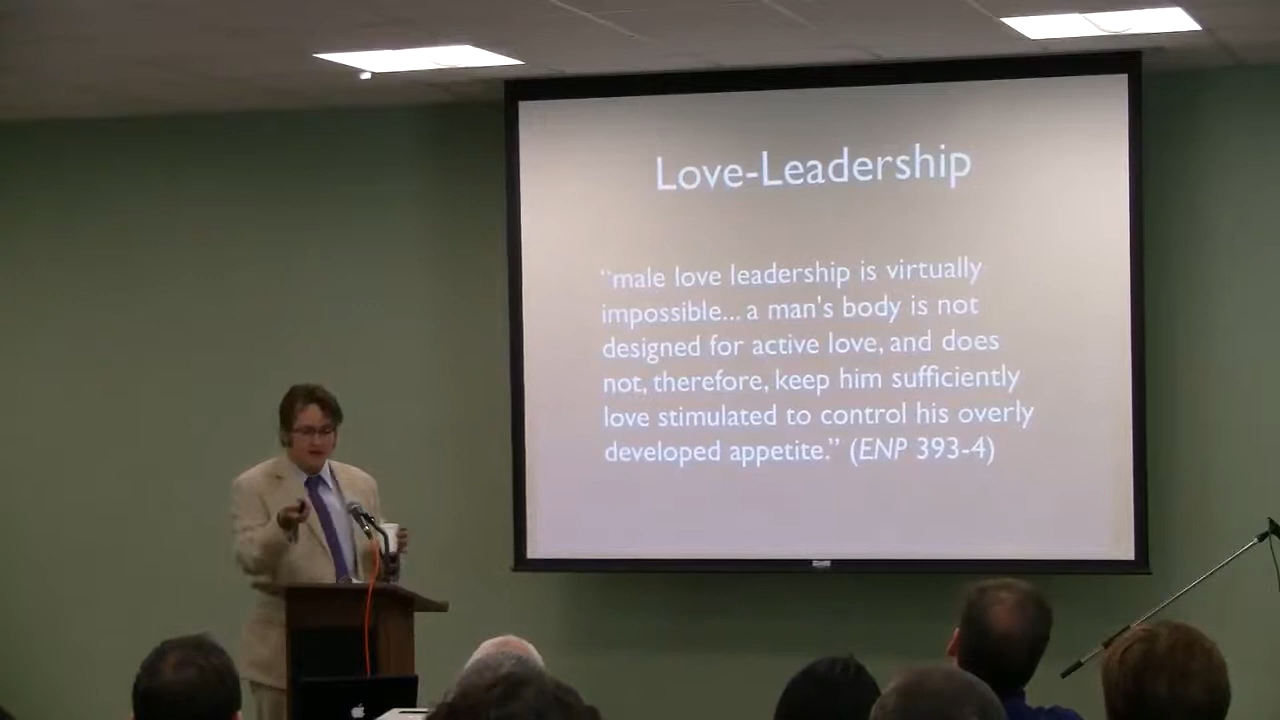 Love-Leadership
“male love leadership is virtually
impossible... a man's body is not
designed for active love, and does
not, therefore, keep him sufficiently
love stimulated to control his overly
developed appetite.” (ENP 393-4)